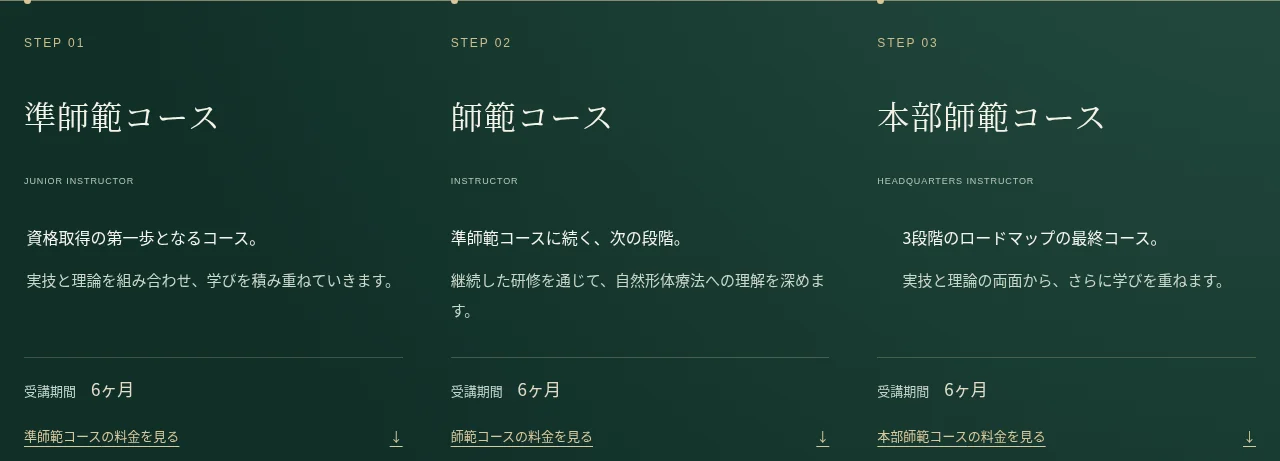 STEP 01
準師範コース
JUNIOR INSTRUCTOR
資格取得の第一歩となるコース。
実技と理論を組み合わせ、学びを積み重ねていきます。
受講期間 6ヶ月
準師範コースの料金を見る ↓
STEP 02
師範コース
INSTRUCTOR
準師範コースに続く、次の段階。
継続した研修を通じて、自然形体療法への理解を深めま
す。
受講期間 6ヶ月
師範コースの料金を見る ↓
STEP 03
本部師範コース
HEADQUARTERS INSTRUCTOR
3段階のロードマップの最終コース。
実技と理論の両面から、さらに学びを重ねます。
受講期間 6ヶ月
本部師範コースの料金を見る ↓